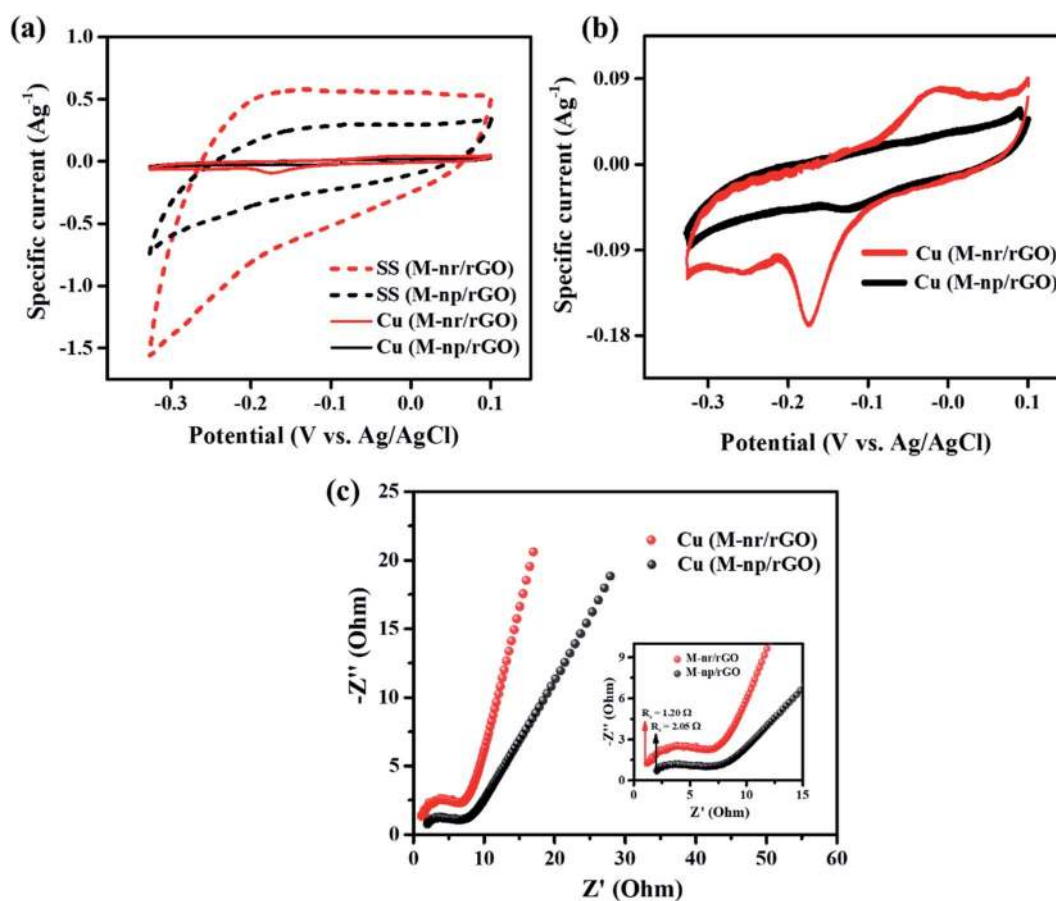 (a)
Specific current (Ag⁻¹)
1.0
0.5
0.0
-0.5
-1.0
-1.5
SS (M-nr/rGO)
SS (M-np/rGO)
Cu (M-nr/rGO)
Cu (M-np/rGO)
-0.3 -0.2 -0.1 0.0 0.1
Potential (V vs. Ag/AgCl)
(b)
Specific current (Ag⁻¹)
0.09
0.00
-0.09
-0.18
Cu (M-nr/rGO)
Cu (M-np/rGO)
-0.3 -0.2 -0.1 -0.0 0.1
Potential (V vs. Ag/AgCl)
(c)
-Z'' (Ohm)
25
20
15
10
5
0
Cu (M-nr/rGO)
Cu (M-np/rGO)
-Z'' (Ohm)
9
6
3
0
M-nr/rGO
M-np/rGO
Rs = 1.20 Ω
Rs = 2.05 Ω
0 5 10 15
Z' (Ohm)
0 10 20 30 40 50 60
Z' (Ohm)